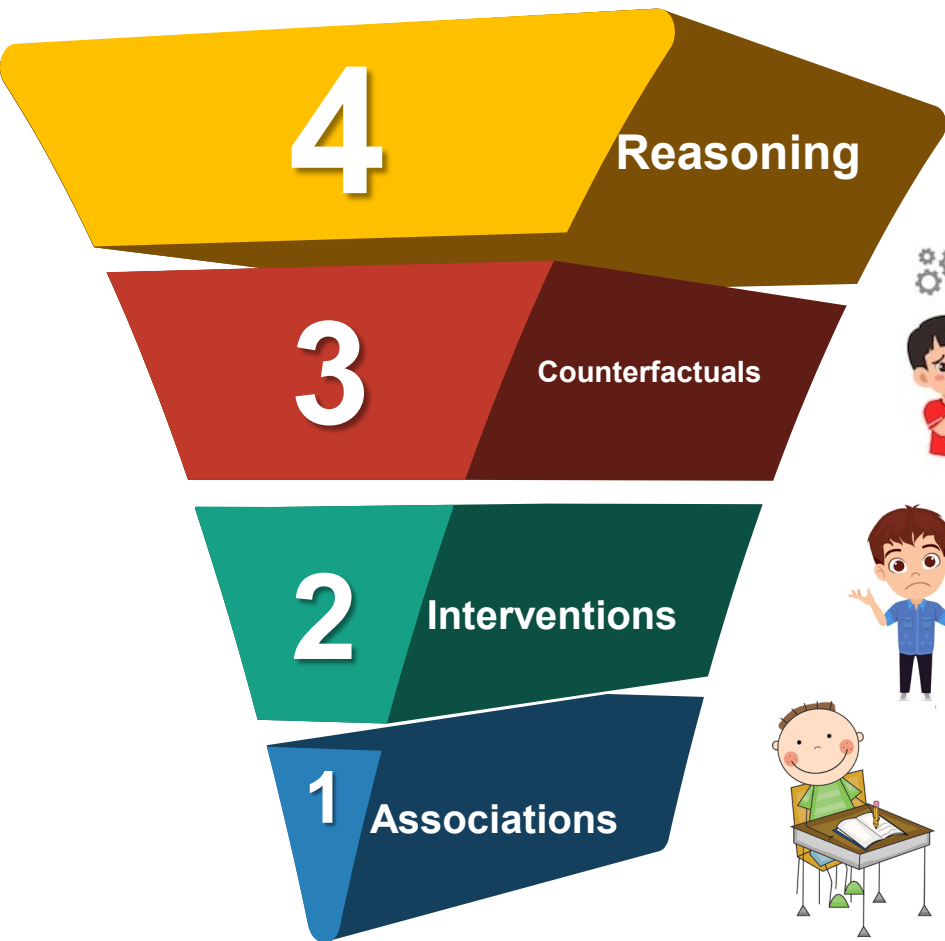 4
Reasoning
3
Counterfactuals
2
Interventions
1
Associations